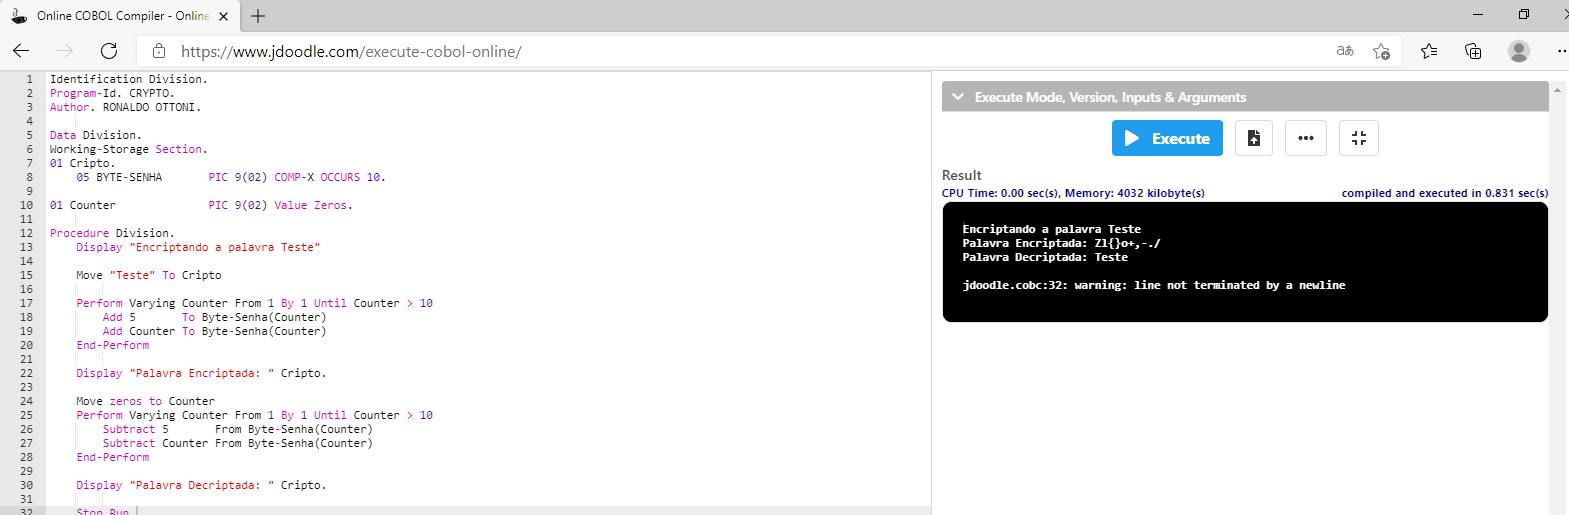 Online COBOL Compiler - Online
https://www.jdoodle.com/execute-cobol-online/
aあ
1 Identification Division.
2 Program-Id. CRYPTO.
3 Author. RONALDO OTTONI.
4
5 Data Division.
6 Working-Storage Section.
7 01 Cripto.
8 05 BYTE-SENHA PIC 9(02) COMP-X OCCURS 10.
9
10 01 Counter PIC 9(02) Value Zeros.
11
12 Procedure Division.
13 Display "Encriptando a palavra Teste"
14
15 Move "Teste" To Cripto
16
17 Perform Varying Counter From 1 By 1 Until Counter > 10
18 Add 5 To Byte-Senha(Counter)
19 Add Counter To Byte-Senha(Counter)
20 End-Perform
21
22 Display "Palavra Encriptada: " Cripto.
23
24 Move zeros to Counter
25 Perform Varying Counter From 1 By 1 Until Counter > 10
26 Subtract 5 From Byte-Senha(Counter)
27 Subtract Counter From Byte-Senha(Counter)
28 End-Perform
29
30 Display "Palavra Decriptada: " Cripto.
31
32 Stop Run
Execute Mode, Version, Inputs & Arguments
Execute
Result
CPU Time: 0.00 sec(s), Memory: 4032 kilobyte(s) compiled and executed in 0.831 sec(s)
Encriptando a palavra Teste
Palavra Encriptada: Zl{}o+,-./
Palavra Decriptada: Teste
jdoodle.cobc:32: warning: line not terminated by a newline